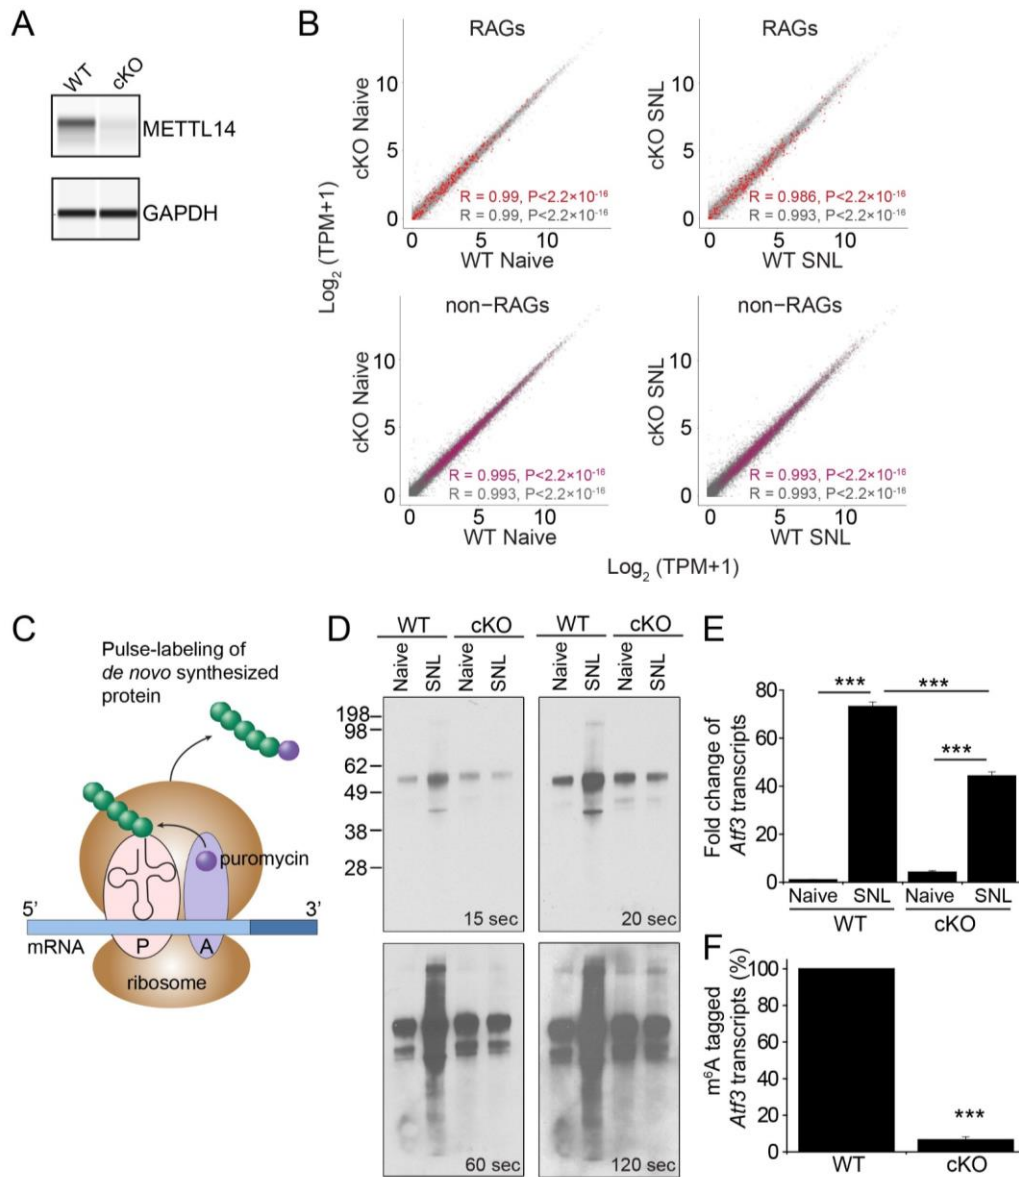 A
WT
cKO
METTL14
GAPDH
B
Log₂ (TPM+1)
RAGs
cKO Naive
10
5
0
R = 0.99, P<2.2×10⁻¹⁶
R = 0.99, P<2.2×10⁻¹⁶
0 5 10
WT Naive
RAGs
cKO SNL
10
5
0
R = 0.986, P<2.2×10⁻¹⁶
R = 0.993, P<2.2×10⁻¹⁶
0 5 10
WT SNL
non−RAGs
cKO Naive
10
5
0
R = 0.995, P<2.2×10⁻¹⁶
R = 0.993, P<2.2×10⁻¹⁶
0 5 10
WT Naive
non−RAGs
cKO SNL
10
5
0
R = 0.993, P<2.2×10⁻¹⁶
R = 0.993, P<2.2×10⁻¹⁶
0 5 10
WT SNL
Log₂ (TPM+1)
C
Pulse-labeling of
de novo synthesized
protein
puromycin
5’ 3’
mRNA P A
ribosome
D
WT cKO WT cKO
Naive SNL Naive SNL Naive SNL Naive SNL
198
98
62
49
38
28
15 sec 20 sec
60 sec 120 sec
E
Fold change of
Atf3 transcripts
80
60
40
20
0
*** ***
***
Naive SNL Naive SNL
WT cKO
F
m⁶A tagged
Atf3 transcripts (%)
100
80
60
40
20
0
***
WT cKO